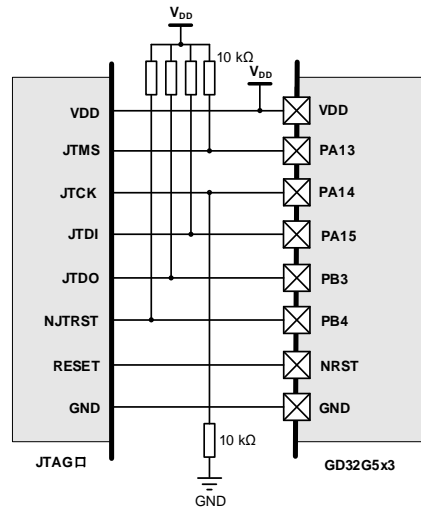 VDD
10 kΩ
VDD
VDD VDD
JTMS PA13
JTCK PA14
JTDI PA15
JTDO PB3
NJTRST PB4
RESET NRST
GND GND
10 kΩ
JTAG口 GD32G5x3
GND